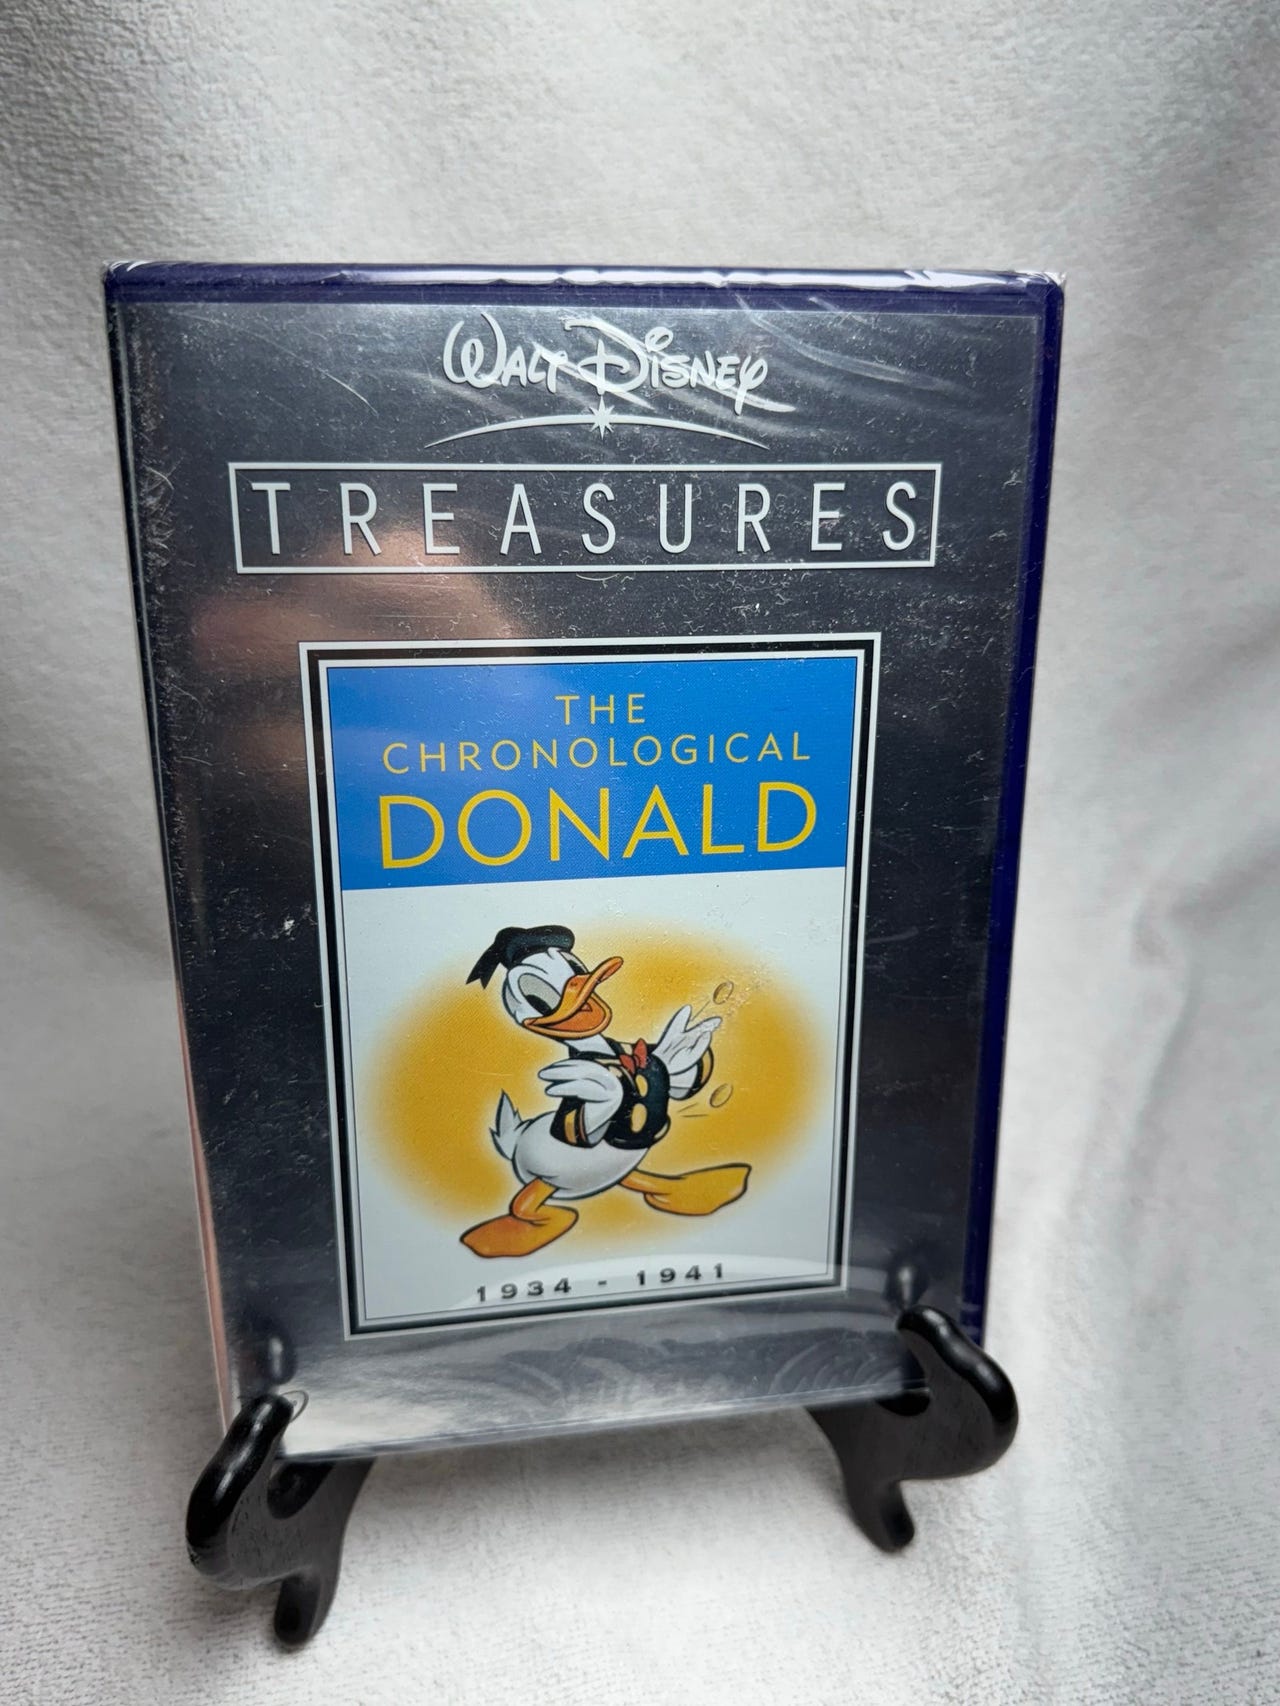 WALT DISNEY
TREASURES
THE
CHRONOLOGICAL
DONALD
1934 - 1941